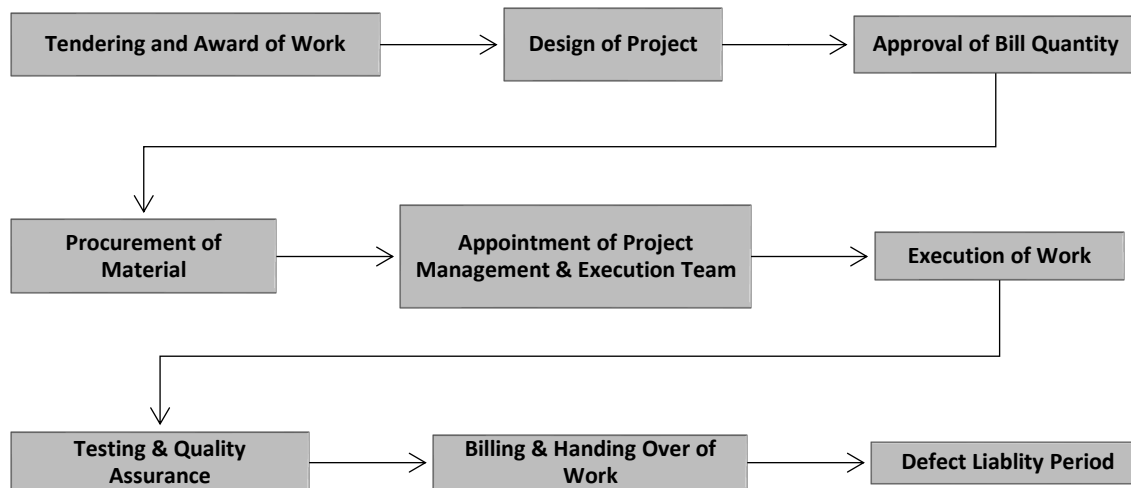 Tendering and Award of Work
Design of Project
Approval of Bill Quantity
Procurement of
Material
Appointment of Project
Management & Execution Team
Execution of Work
Testing & Quality
Assurance
Billing & Handing Over of
Work
Defect Liablity Period